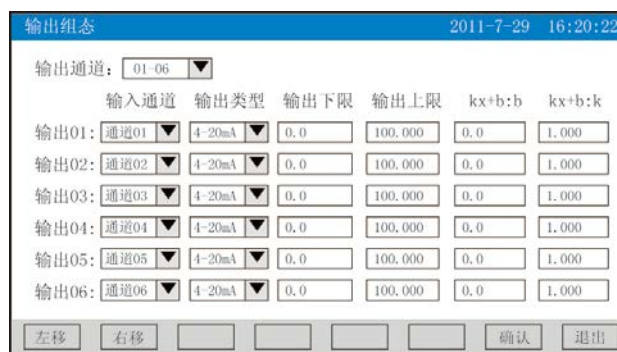 输出组态 2011-7-29 16:20:22
输出通道: 01-06
输入通道 输出类型 输出下限 输出上限 kx+b:b kx+b:k
输出01: 通道01 4-20mA 0.0 100.000 0.0 1.000
输出02: 通道02 4-20mA 0.0 100.000 0.0 1.000
输出03: 通道03 4-20mA 0.0 100.000 0.0 1.000
输出04: 通道04 4-20mA 0.0 100.000 0.0 1.000
输出05: 通道05 4-20mA 0.0 100.000 0.0 1.000
输出06: 通道06 4-20mA 0.0 100.000 0.0 1.000
左移 右移 确认 退出